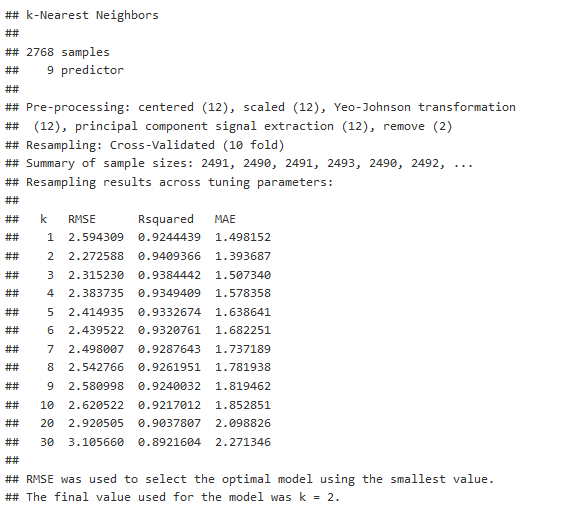 ## k-Nearest Neighbors
##
## 2768 samples
##    9 predictor
##
## Pre-processing: centered (12), scaled (12), Yeo-Johnson transformation
##  (12), principal component signal extraction (12), remove (2)
## Resampling: Cross-Validated (10 fold)
## Summary of sample sizes: 2491, 2490, 2491, 2493, 2490, 2492, ...
## Resampling results across tuning parameters:
##
##   k   RMSE      Rsquared   MAE
##    1  2.594309  0.9244439  1.498152
##    2  2.272588  0.9409366  1.393687
##    3  2.315230  0.9384442  1.507340
##    4  2.383735  0.9349409  1.578358
##    5  2.414935  0.9332674  1.638641
##    6  2.439522  0.9320761  1.682251
##    7  2.498007  0.9287643  1.737189
##    8  2.542766  0.9261951  1.781938
##    9  2.580998  0.9240032  1.819462
##   10  2.620522  0.9217012  1.852851
##   20  2.920505  0.9037807  2.098826
##   30  3.105660  0.8921604  2.271346
##
## RMSE was used to select the optimal model using the smallest value.
## The final value used for the model was k = 2.